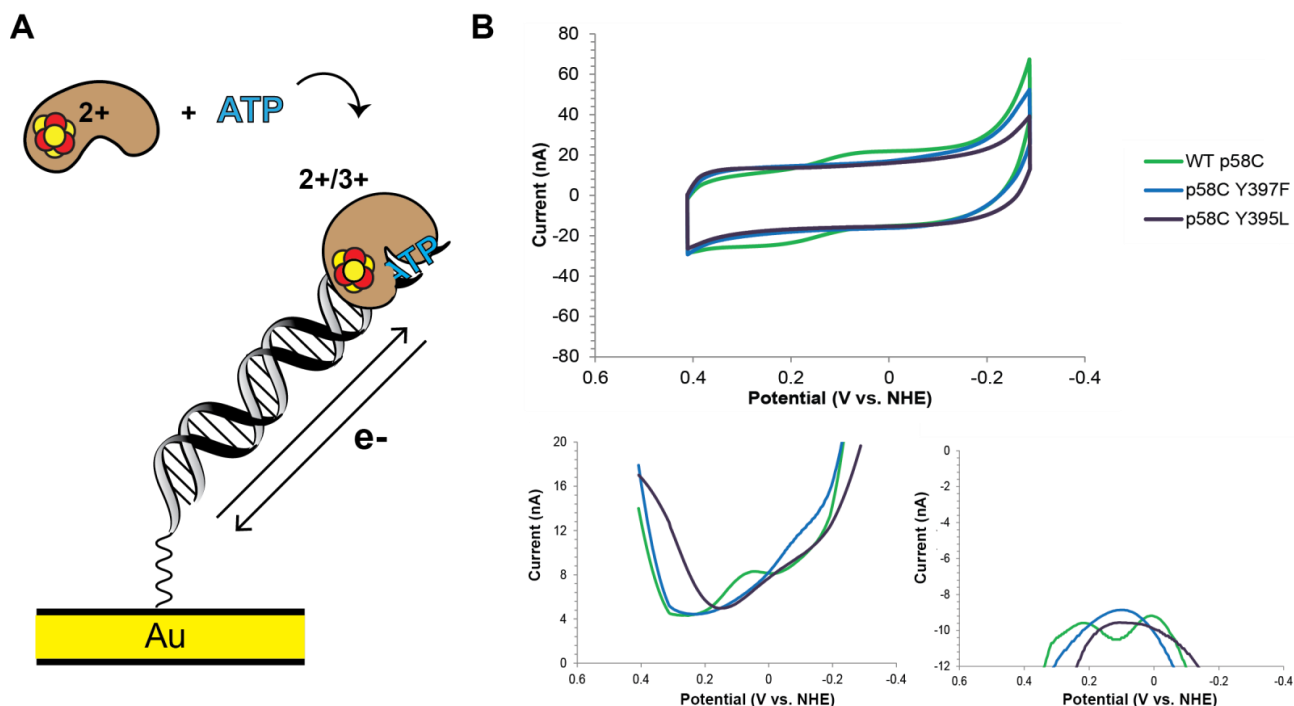 A
2+
+ ATP
2+/3+
ATP
e-
Au
B
80
60
40
20
0
-20
-40
-60
-80
Current (nA)
0.6 0.4 0.2 0 -0.2 -0.4
Potential (V vs. NHE)
WT p58C
p58C Y397F
p58C Y395L
20
16
12
8
4
0
Current (nA)
0.6 0.4 0.2 0 -0.2 -0.4
Potential (V vs. NHE)
0
-2
-4
-6
-8
-10
-12
Current (nA)
0.6 0.4 0.2 0 -0.2 -0.4
Potential (V vs. NHE)